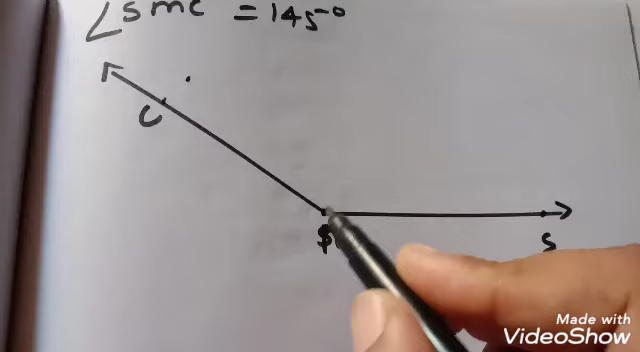 ∠SMC = 145°
C
S
Made with
VideoShow